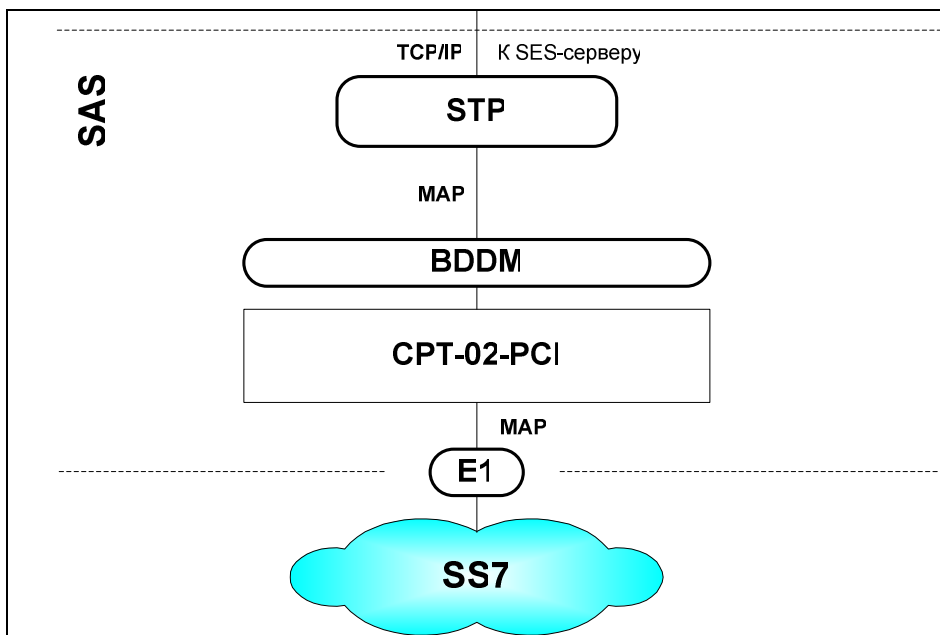 TCP/IP К SES-серверу
SAS
STP
MAP
BDDM
CPT-02-PCI
MAP
E1
SS7